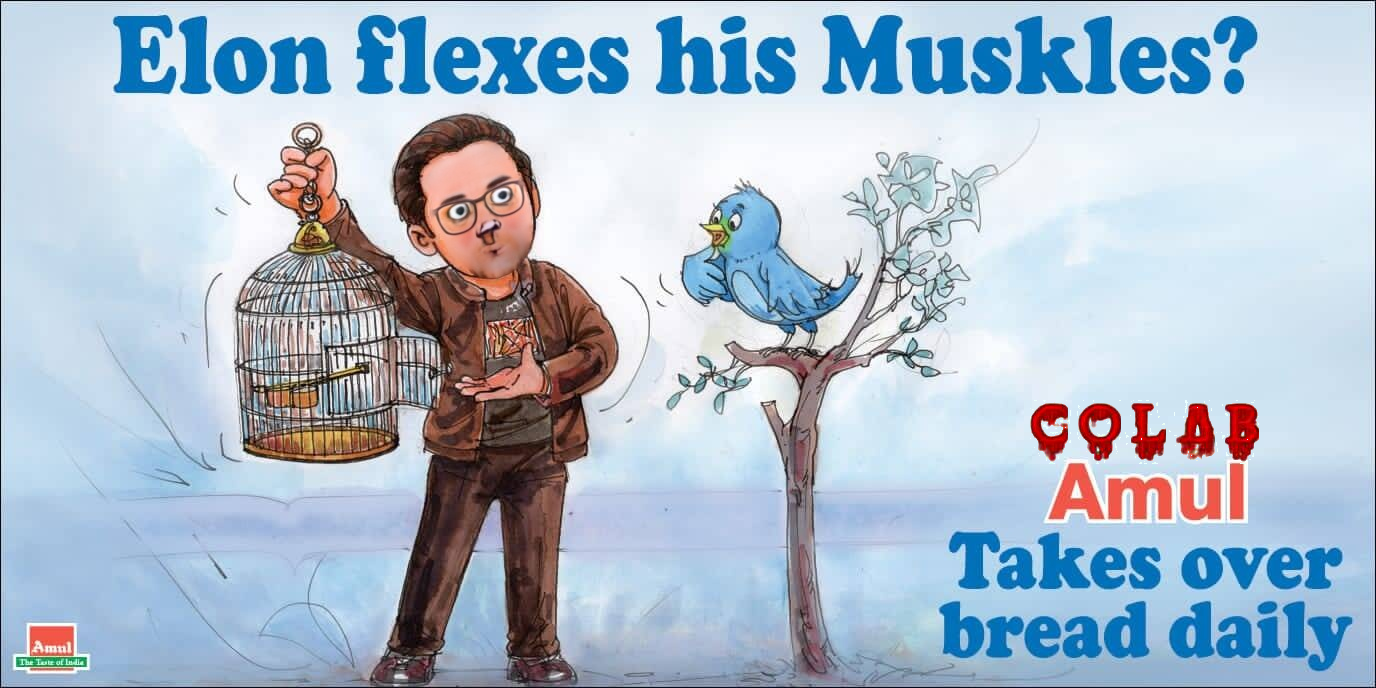 Elon flexes his Muskles?
COLAB
Amul
Takes over
bread daily
Amul
The Taste of India